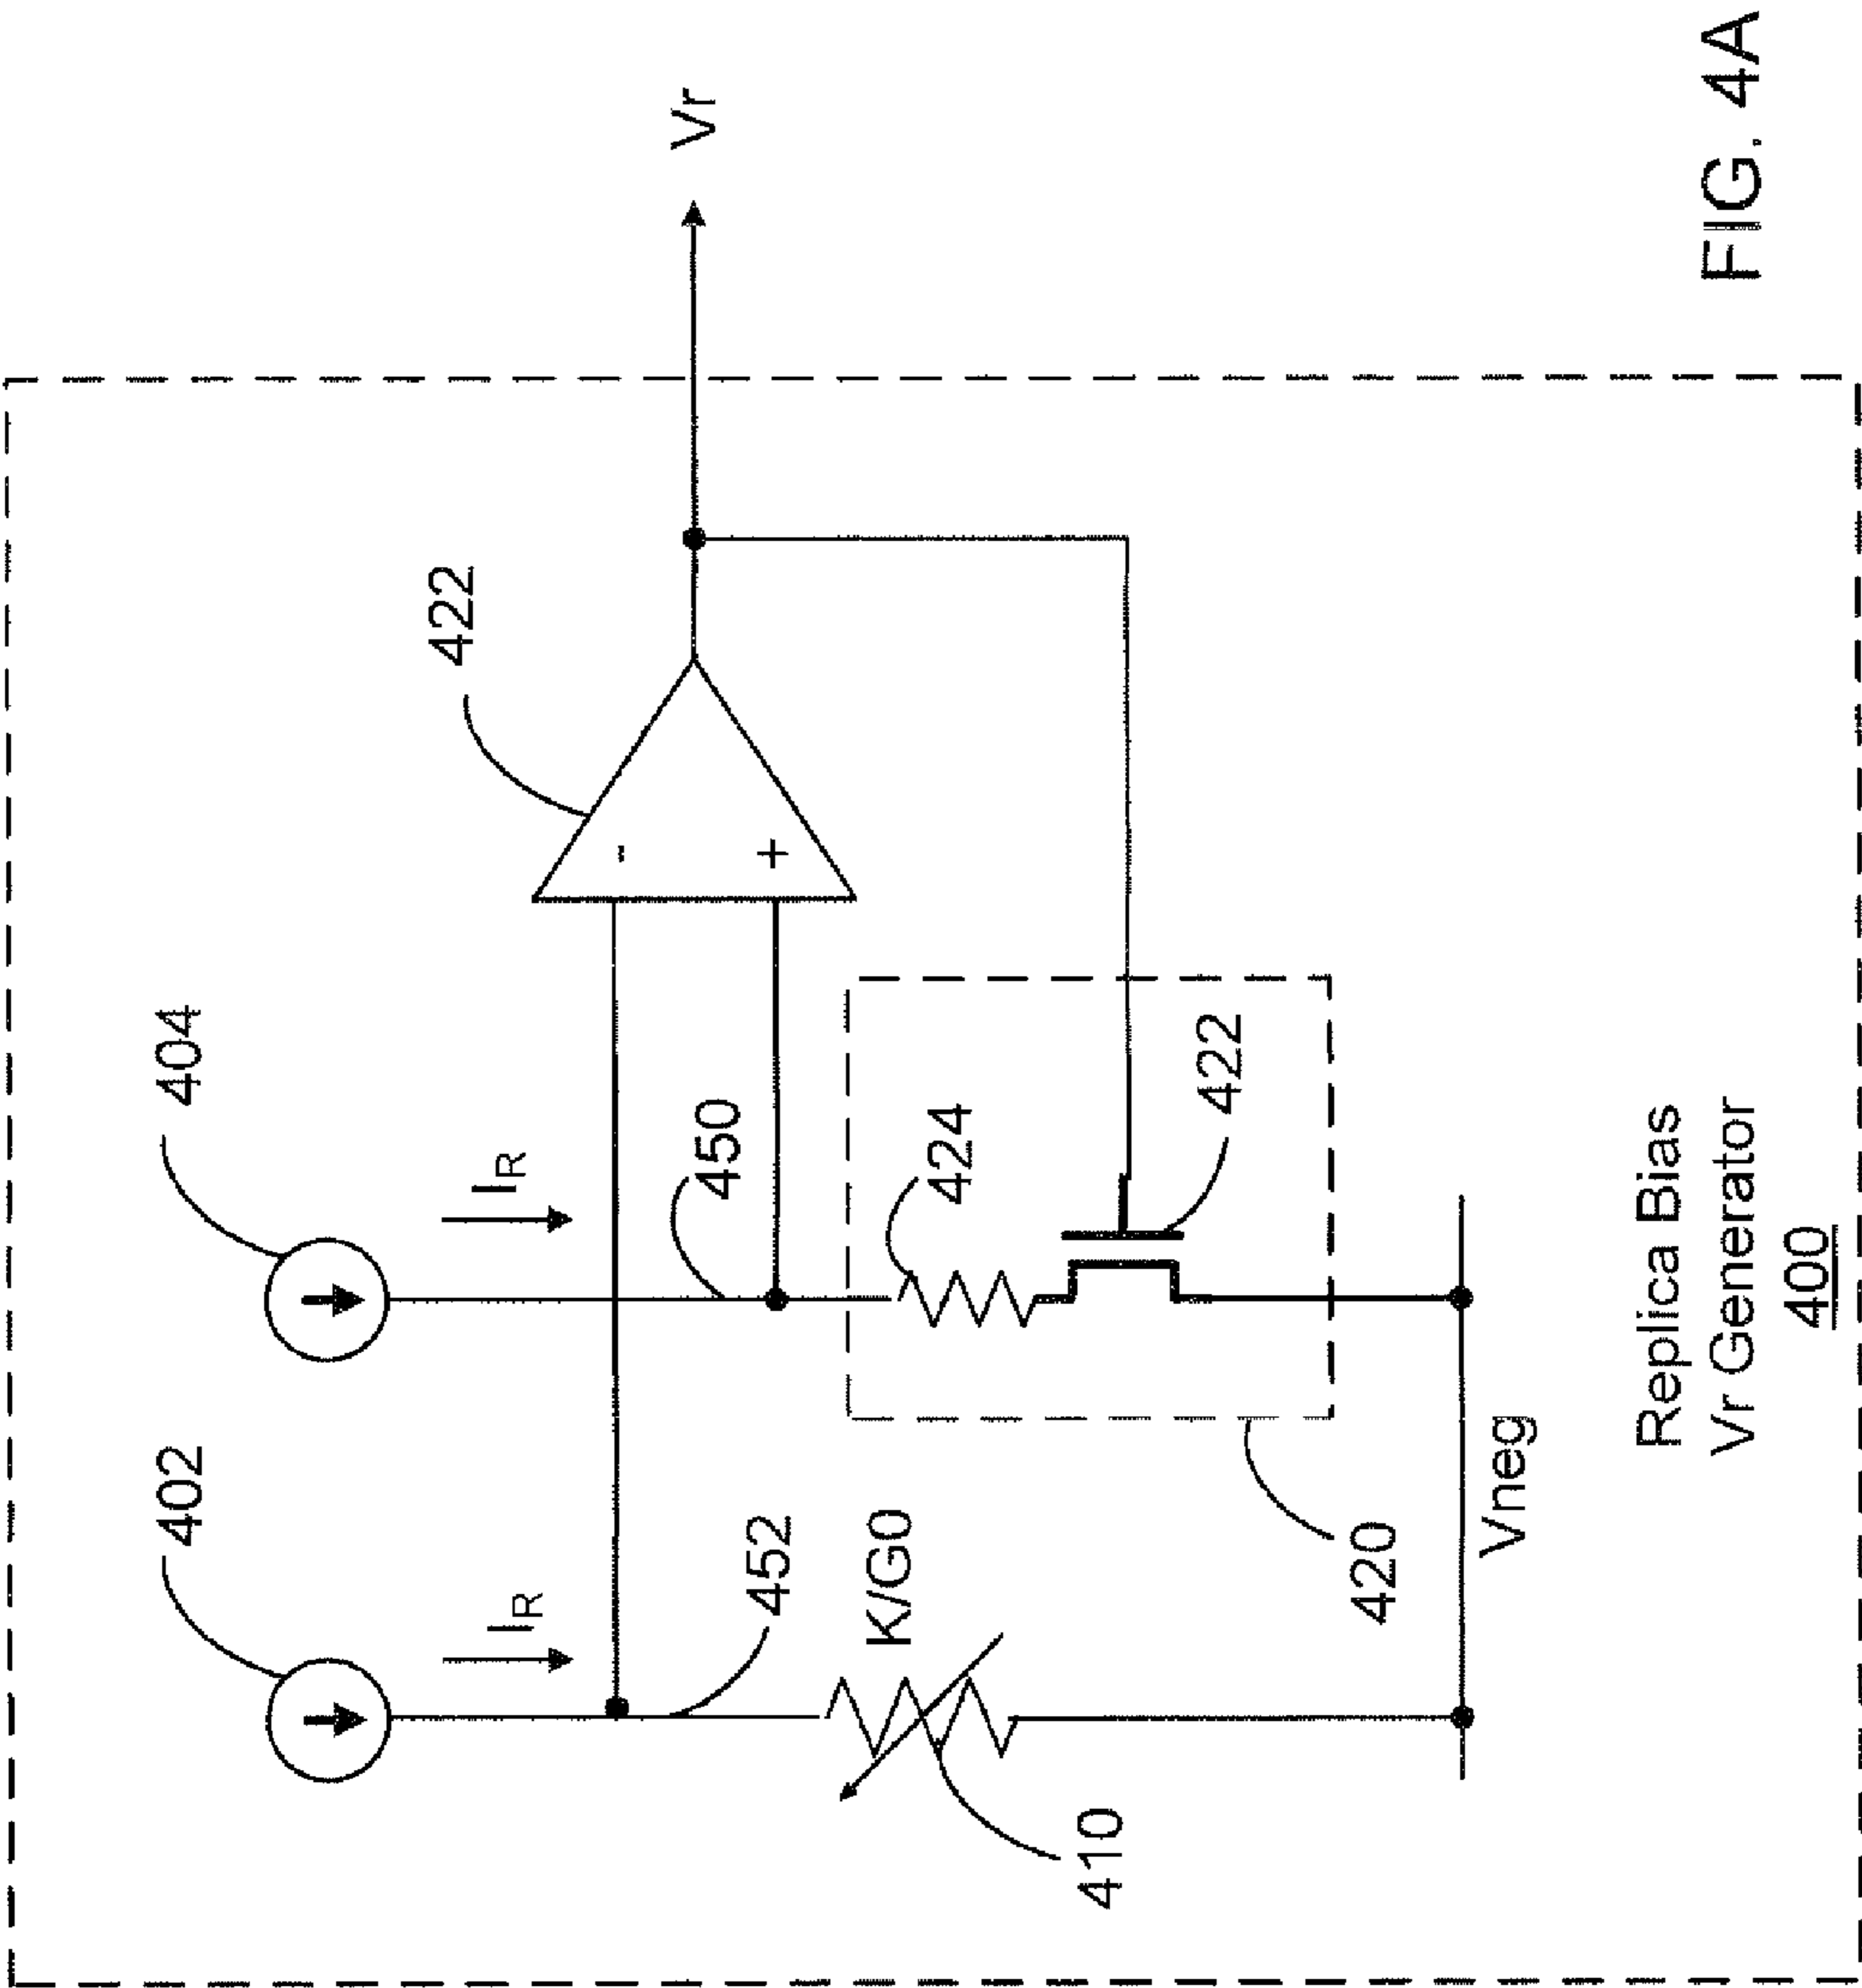 402
404
I_R
I_R
422
Vr
452
450
-
+
K/G0
424
410
420
422
Vneg
Replica Bias
Vr Generator
400
FIG. 4A